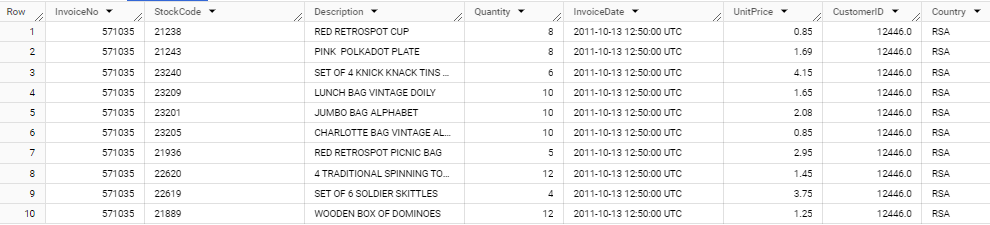 Row InvoiceNo StockCode Description Quantity InvoiceDate UnitPrice CustomerID Country
1 571035 21238 RED RETROSPOT CUP 8 2011-10-13 12:50:00 UTC 0.85 12446.0 RSA
2 571035 21243 PINK POLKADOT PLATE 8 2011-10-13 12:50:00 UTC 1.69 12446.0 RSA
3 571035 23240 SET OF 4 KNICK KNACK TINS ... 6 2011-10-13 12:50:00 UTC 4.15 12446.0 RSA
4 571035 23209 LUNCH BAG VINTAGE DOILY 10 2011-10-13 12:50:00 UTC 1.65 12446.0 RSA
5 571035 23201 JUMBO BAG ALPHABET 10 2011-10-13 12:50:00 UTC 2.08 12446.0 RSA
6 571035 23205 CHARLOTTE BAG VINTAGE AL... 10 2011-10-13 12:50:00 UTC 0.85 12446.0 RSA
7 571035 21936 RED RETROSPOT PICNIC BAG 5 2011-10-13 12:50:00 UTC 2.95 12446.0 RSA
8 571035 22620 4 TRADITIONAL SPINNING TO... 12 2011-10-13 12:50:00 UTC 1.45 12446.0 RSA
9 571035 22619 SET OF 6 SOLDIER SKITTLES 4 2011-10-13 12:50:00 UTC 3.75 12446.0 RSA
10 571035 21889 WOODEN BOX OF DOMINOES 12 2011-10-13 12:50:00 UTC 1.25 12446.0 RSA